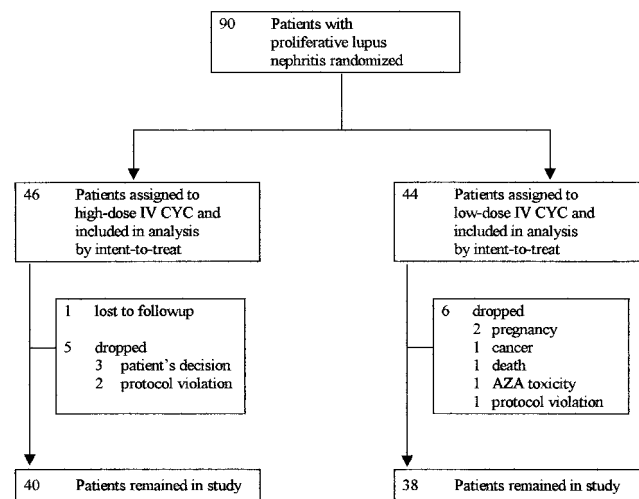 90 Patients with
proliferative lupus
nephritis randomized
46 Patients assigned to
high-dose IV CYC and
included in analysis
by intent-to-treat
44 Patients assigned to
low-dose IV CYC and
included in analysis
by intent-to-treat
1 lost to followup
5 dropped
3 patient's decision
2 protocol violation
6 dropped
2 pregnancy
1 cancer
1 death
1 AZA toxicity
1 protocol violation
40 Patients remained in study
38 Patients remained in study